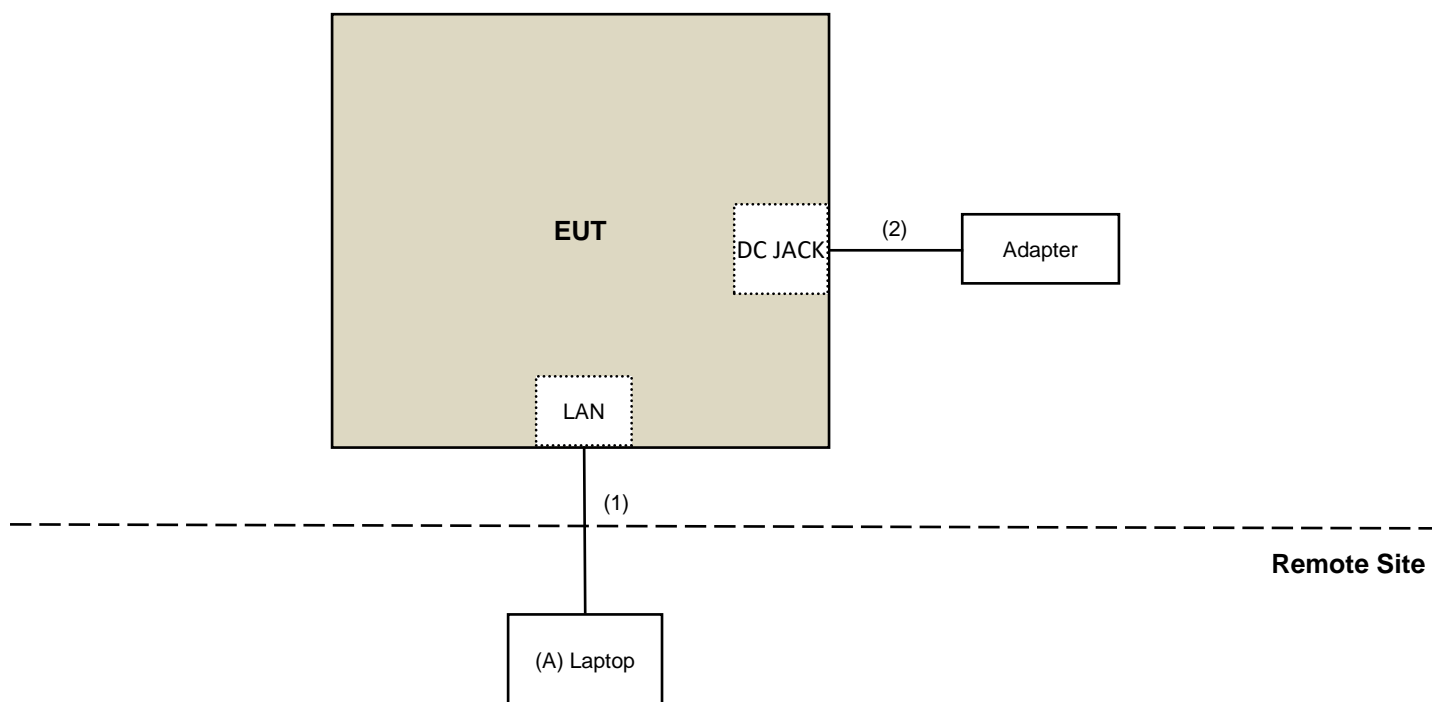 EUT
DC JACK
(2)
Adapter
LAN
(1)
Remote Site
(A) Laptop